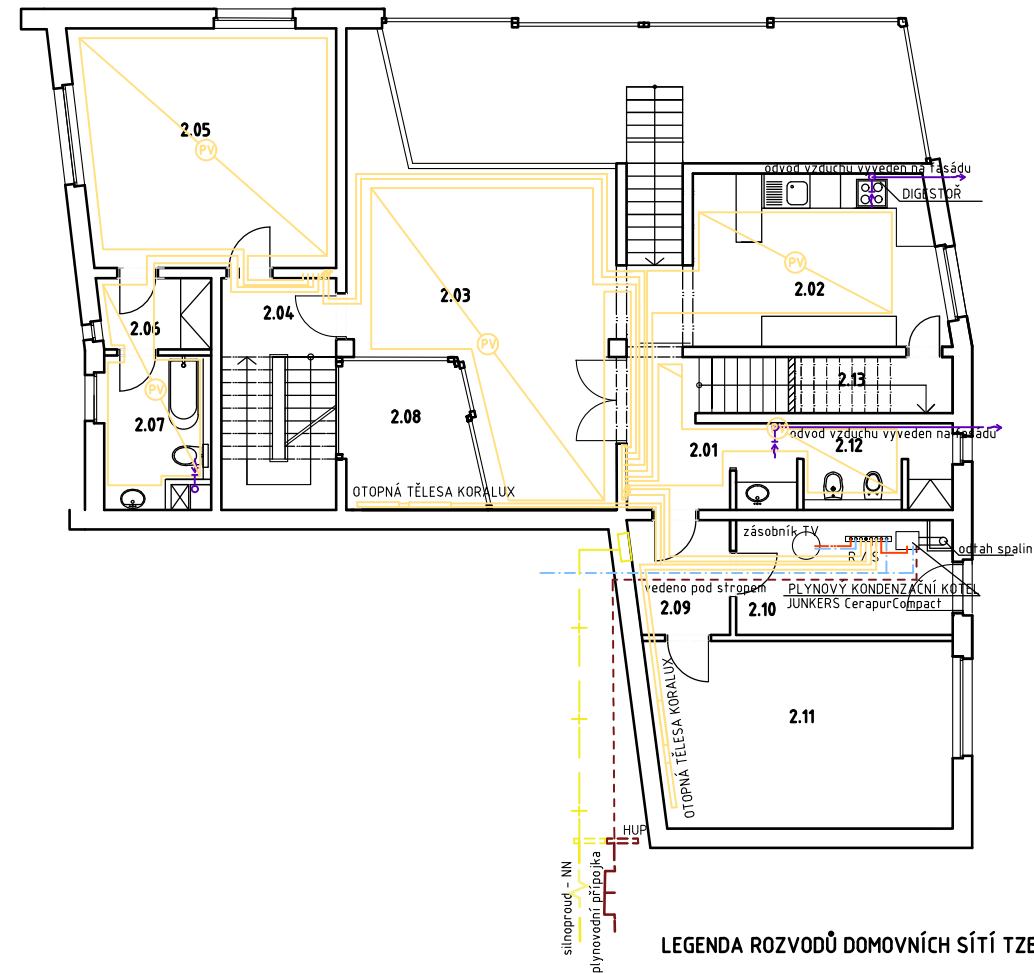 2.05
PV
odvod vzduchu vyveden na fasádu
DIGESTOŘ
PV
2.02
2.03
2.04
PV
2.06
PV
2.07
2.08
2.13
PV
odvod vzduchu vyveden na fasádu
2.12
2.01
OTOPNÁ TĚLESA KORALUX
zásobník TV
R / S
odtah spalin
vedeno pod stropem
PLYNOVÝ KONDENZAČNÍ KOTEL
JUNKERS CerapurCompact
2.09
2.10
OTOPNÁ TĚLESA KORALUX
2.11
HUP
silnoproud - NN
plynovodní přípojka
LEGENDA ROZVODŮ DOMOVNÍCH SÍTÍ TZB